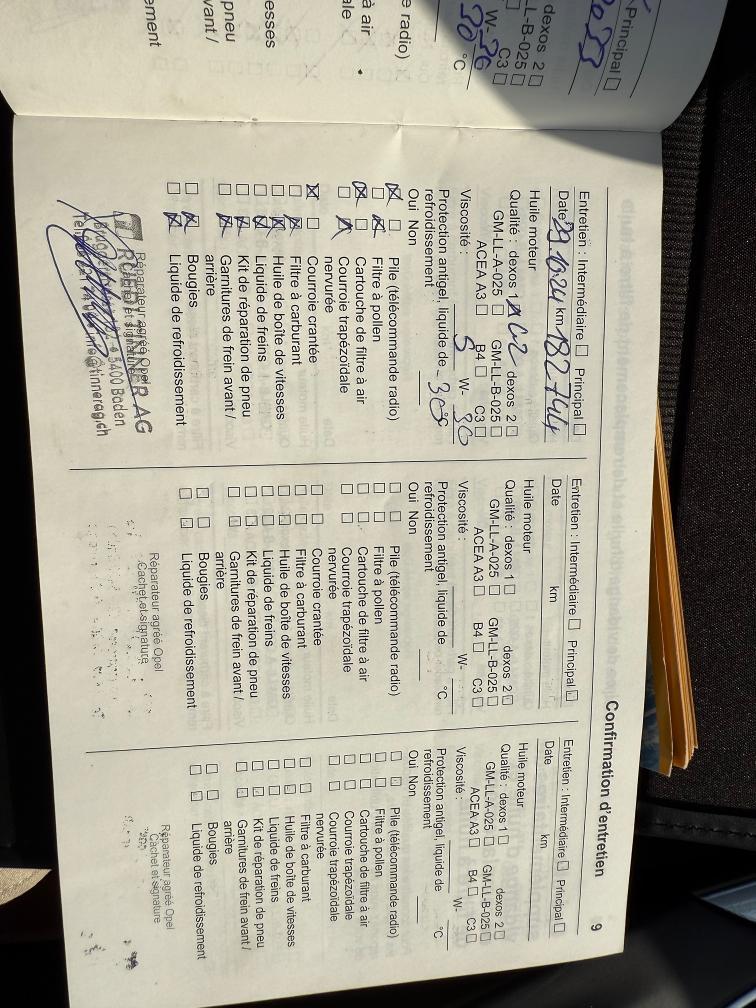 Principal
dexos 2
L-B-025
C3
W-30
°C
e radio)
à air
ale
esses
pneu
avant /
sement
Confirmation d'entretien 9
Entretien : Intermédiaire Principal
Date 29.10.24 km 182744
Huile moteur
Qualité : dexos 1 dexos 2
GM-LL-A-025 GM-LL-B-025
ACEA A3 B4 C3
Viscosité : 5 W- 30
Protection antigel, liquide de
refroidissement -30 °C
Oui Non
Pile (télécommande radio)
Filtre à pollen
Cartouche de filtre à air
Courroie trapézoïdale
nervurée
Courroie crantée
Filtre à carburant
Huile de boîte de vitesses
Liquide de freins
Kit de réparation de pneu
Garnitures de frein avant /
arrière
Bougies
Liquide de refroidissement
Réparateur agréé Opel
AG
5400 Baden
tinnerag.ch
Entretien : Intermédiaire Principal
Date km
Huile moteur
Qualité : dexos 1 dexos 2
GM-LL-A-025 GM-LL-B-025
ACEA A3 B4 C3
Viscosité : W-
Protection antigel, liquide de
refroidissement °C
Oui Non
Pile (télécommande radio)
Filtre à pollen
Cartouche de filtre à air
Courroie trapézoïdale
nervurée
Courroie crantée
Filtre à carburant
Huile de boîte de vitesses
Liquide de freins
Kit de réparation de pneu
Garnitures de frein avant /
arrière
Bougies
Liquide de refroidissement
Réparateur agréé Opel
Cachet et signature
Entretien : Intermédiaire Principal
Date km
Huile moteur
Qualité : dexos 1 dexos 2
GM-LL-A-025 GM-LL-B-025
ACEA A3 B4 C3
Viscosité : W-
Protection antigel, liquide de
refroidissement °C
Oui Non
Pile (télécommande radio)
Filtre à pollen
Cartouche de filtre à air
Courroie trapézoïdale
Courroie trapézoïdale
nervurée
Filtre à carburant
Huile de boîte de vitesses
Liquide de freins
Kit de réparation de pneu
Garnitures de frein avant /
arrière
Bougies
Liquide de refroidissement
Réparateur agréé Opel
Cachet et signature